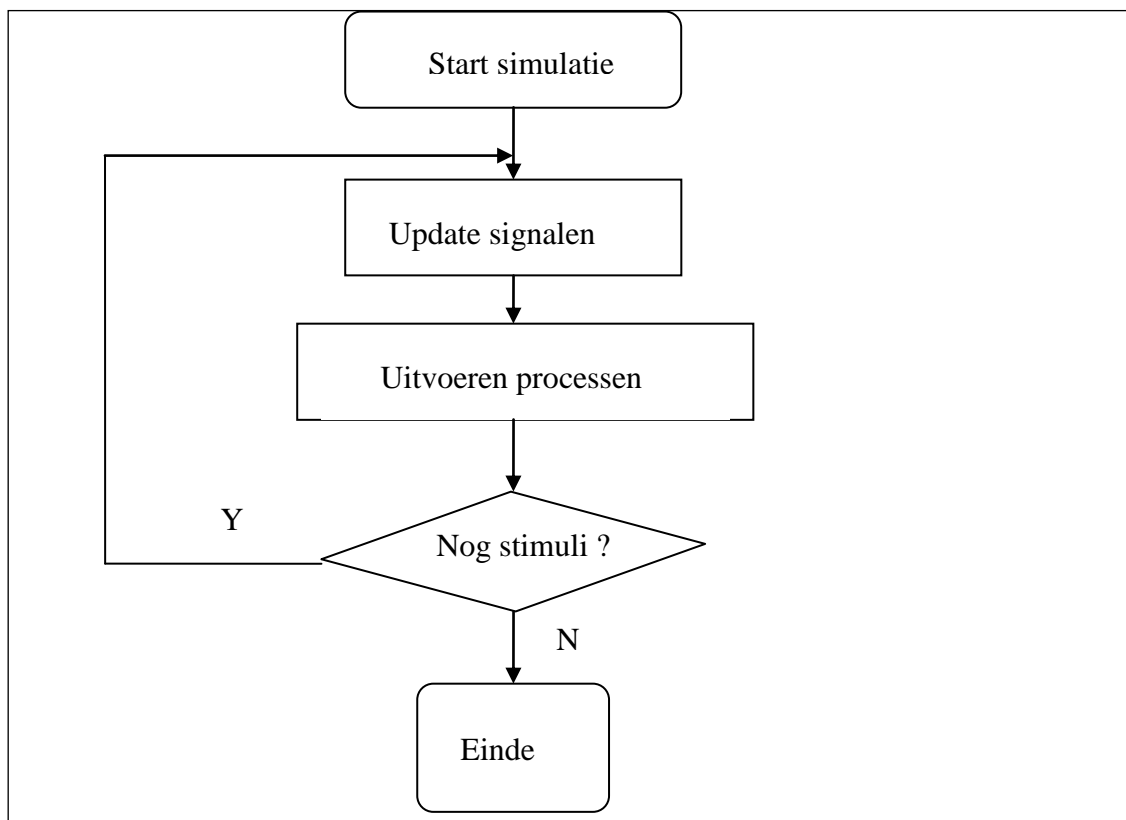 Start simulatie
Update signalen
Uitvoeren processen
Y
Nog stimuli ?
N
Einde